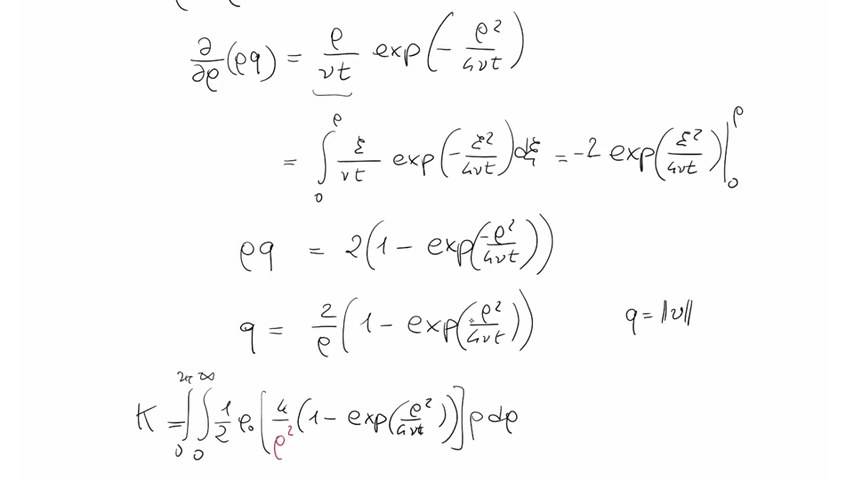 ∂/∂ρ (ρq) = ρ/νt exp(- ρ²/4νt)
= ∫₀^ρ ξ/νt exp(- ξ²/4νt) dξ = -2 exp(ξ²/4νt)|₀^ρ
ρq = 2(1 - exp(-ρ²/4νt))
q = 2/ρ (1 - exp(ρ²/4νt)) q = ||v||
K = ∫₀^2π ∫₀^∞ 1/2 ρ₀ [4/ρ² (1 - exp(ρ²/4νt))] ρ dρ